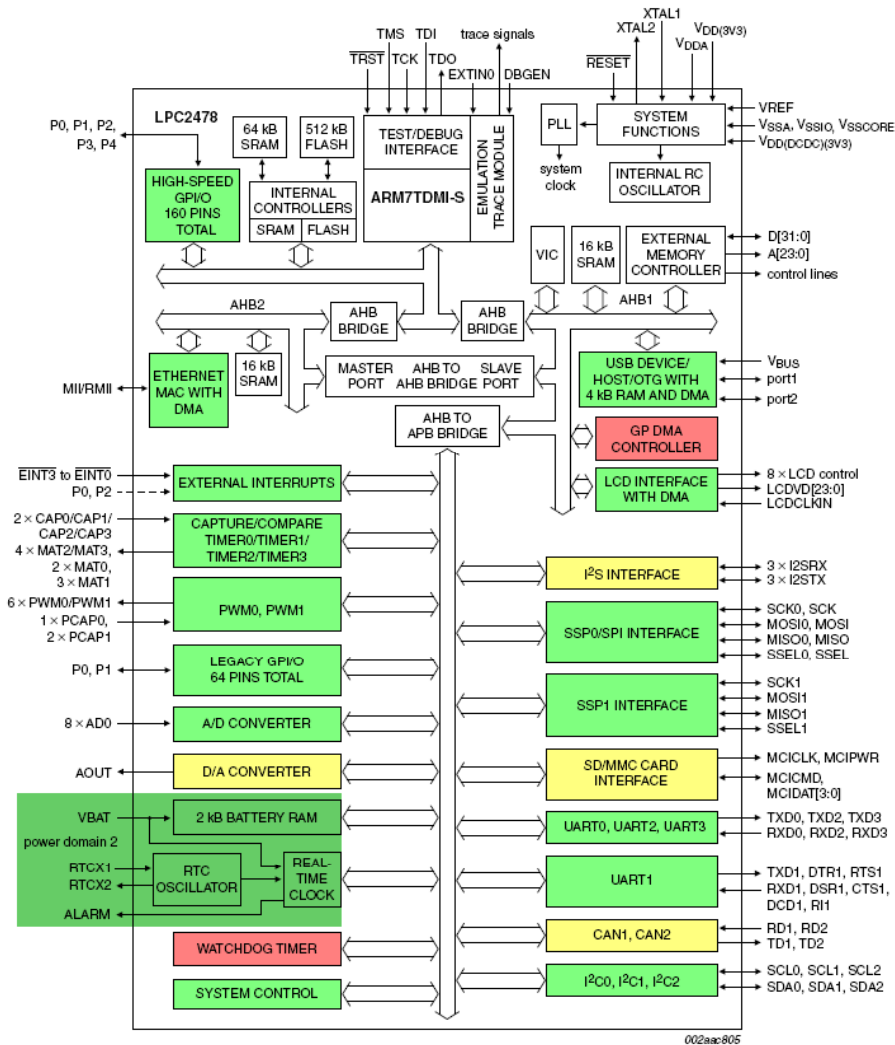 XTAL1
TMS TDI trace signals XTAL2 VDD(3V3)
TRST TCK TDO VDDA
EXTIN0 DBGEN RESET
LPC2478
P0, P1, P2,
P3, P4
64 kB
SRAM
512 kB
FLASH
TEST/DEBUG
INTERFACE
EMULATION
TRACE MODULE
PLL
SYSTEM
FUNCTIONS
VREF
VSSA, VSSIO, VSSCORE
VDD(DCDC)(3V3)
system
clock
HIGH-SPEED
GPI/O
160 PINS
TOTAL
INTERNAL
CONTROLLERS
SRAM FLASH
ARM7TDMI-S
INTERNAL RC
OSCILLATOR
VIC
16 kB
SRAM
EXTERNAL
MEMORY
CONTROLLER
D[31:0]
A[23:0]
control lines
AHB2
AHB
BRIDGE
AHB
BRIDGE
AHB1
MII/RMII
ETHERNET
MAC WITH
DMA
16 kB
SRAM
MASTER AHB TO SLAVE
PORT AHB BRIDGE PORT
USB DEVICE/
HOST/OTG WITH
4 kB RAM AND DMA
VBUS
port1
port2
AHB TO
APB BRIDGE
GP DMA
CONTROLLER
LCD INTERFACE
WITH DMA
8 × LCD control
LCDVD[23:0]
LCDCLKIN
EINT3 to EINT0
P0, P2
EXTERNAL INTERRUPTS
2 × CAP0/CAP1/
CAP2/CAP3
4 × MAT2/MAT3,
2 × MAT0,
3 × MAT1
CAPTURE/COMPARE
TIMER0/TIMER1/
TIMER2/TIMER3
I²S INTERFACE
3 × I2SRX
3 × I2STX
6 × PWM0/PWM1
1 × PCAP0,
2 × PCAP1
PWM0, PWM1
SSP0/SPI INTERFACE
SCK0, SCK
MOSI0, MOSI
MISO0, MISO
SSEL0, SSEL
P0, P1
LEGACY GPI/O
64 PINS TOTAL
SSP1 INTERFACE
SCK1
MOSI1
MISO1
SSEL1
8 × AD0
A/D CONVERTER
AOUT
D/A CONVERTER
SD/MMC CARD
INTERFACE
MCICLK, MCIPWR
MCICMD,
MCIDAT[3:0]
VBAT
2 kB BATTERY RAM
power domain 2
RTCX1
RTCX2
RTC
OSCILLATOR
REAL-
TIME
CLOCK
ALARM
UART0, UART2, UART3
TXD0, TXD2, TXD3
RXD0, RXD2, RXD3
UART1
TXD1, DTR1, RTS1
RXD1, DSR1, CTS1,
DCD1, RI1
WATCHDOG TIMER
CAN1, CAN2
RD1, RD2
TD1, TD2
SYSTEM CONTROL
I²C0, I²C1, I²C2
SCL0, SCL1, SCL2
SDA0, SDA1, SDA2
002aac805